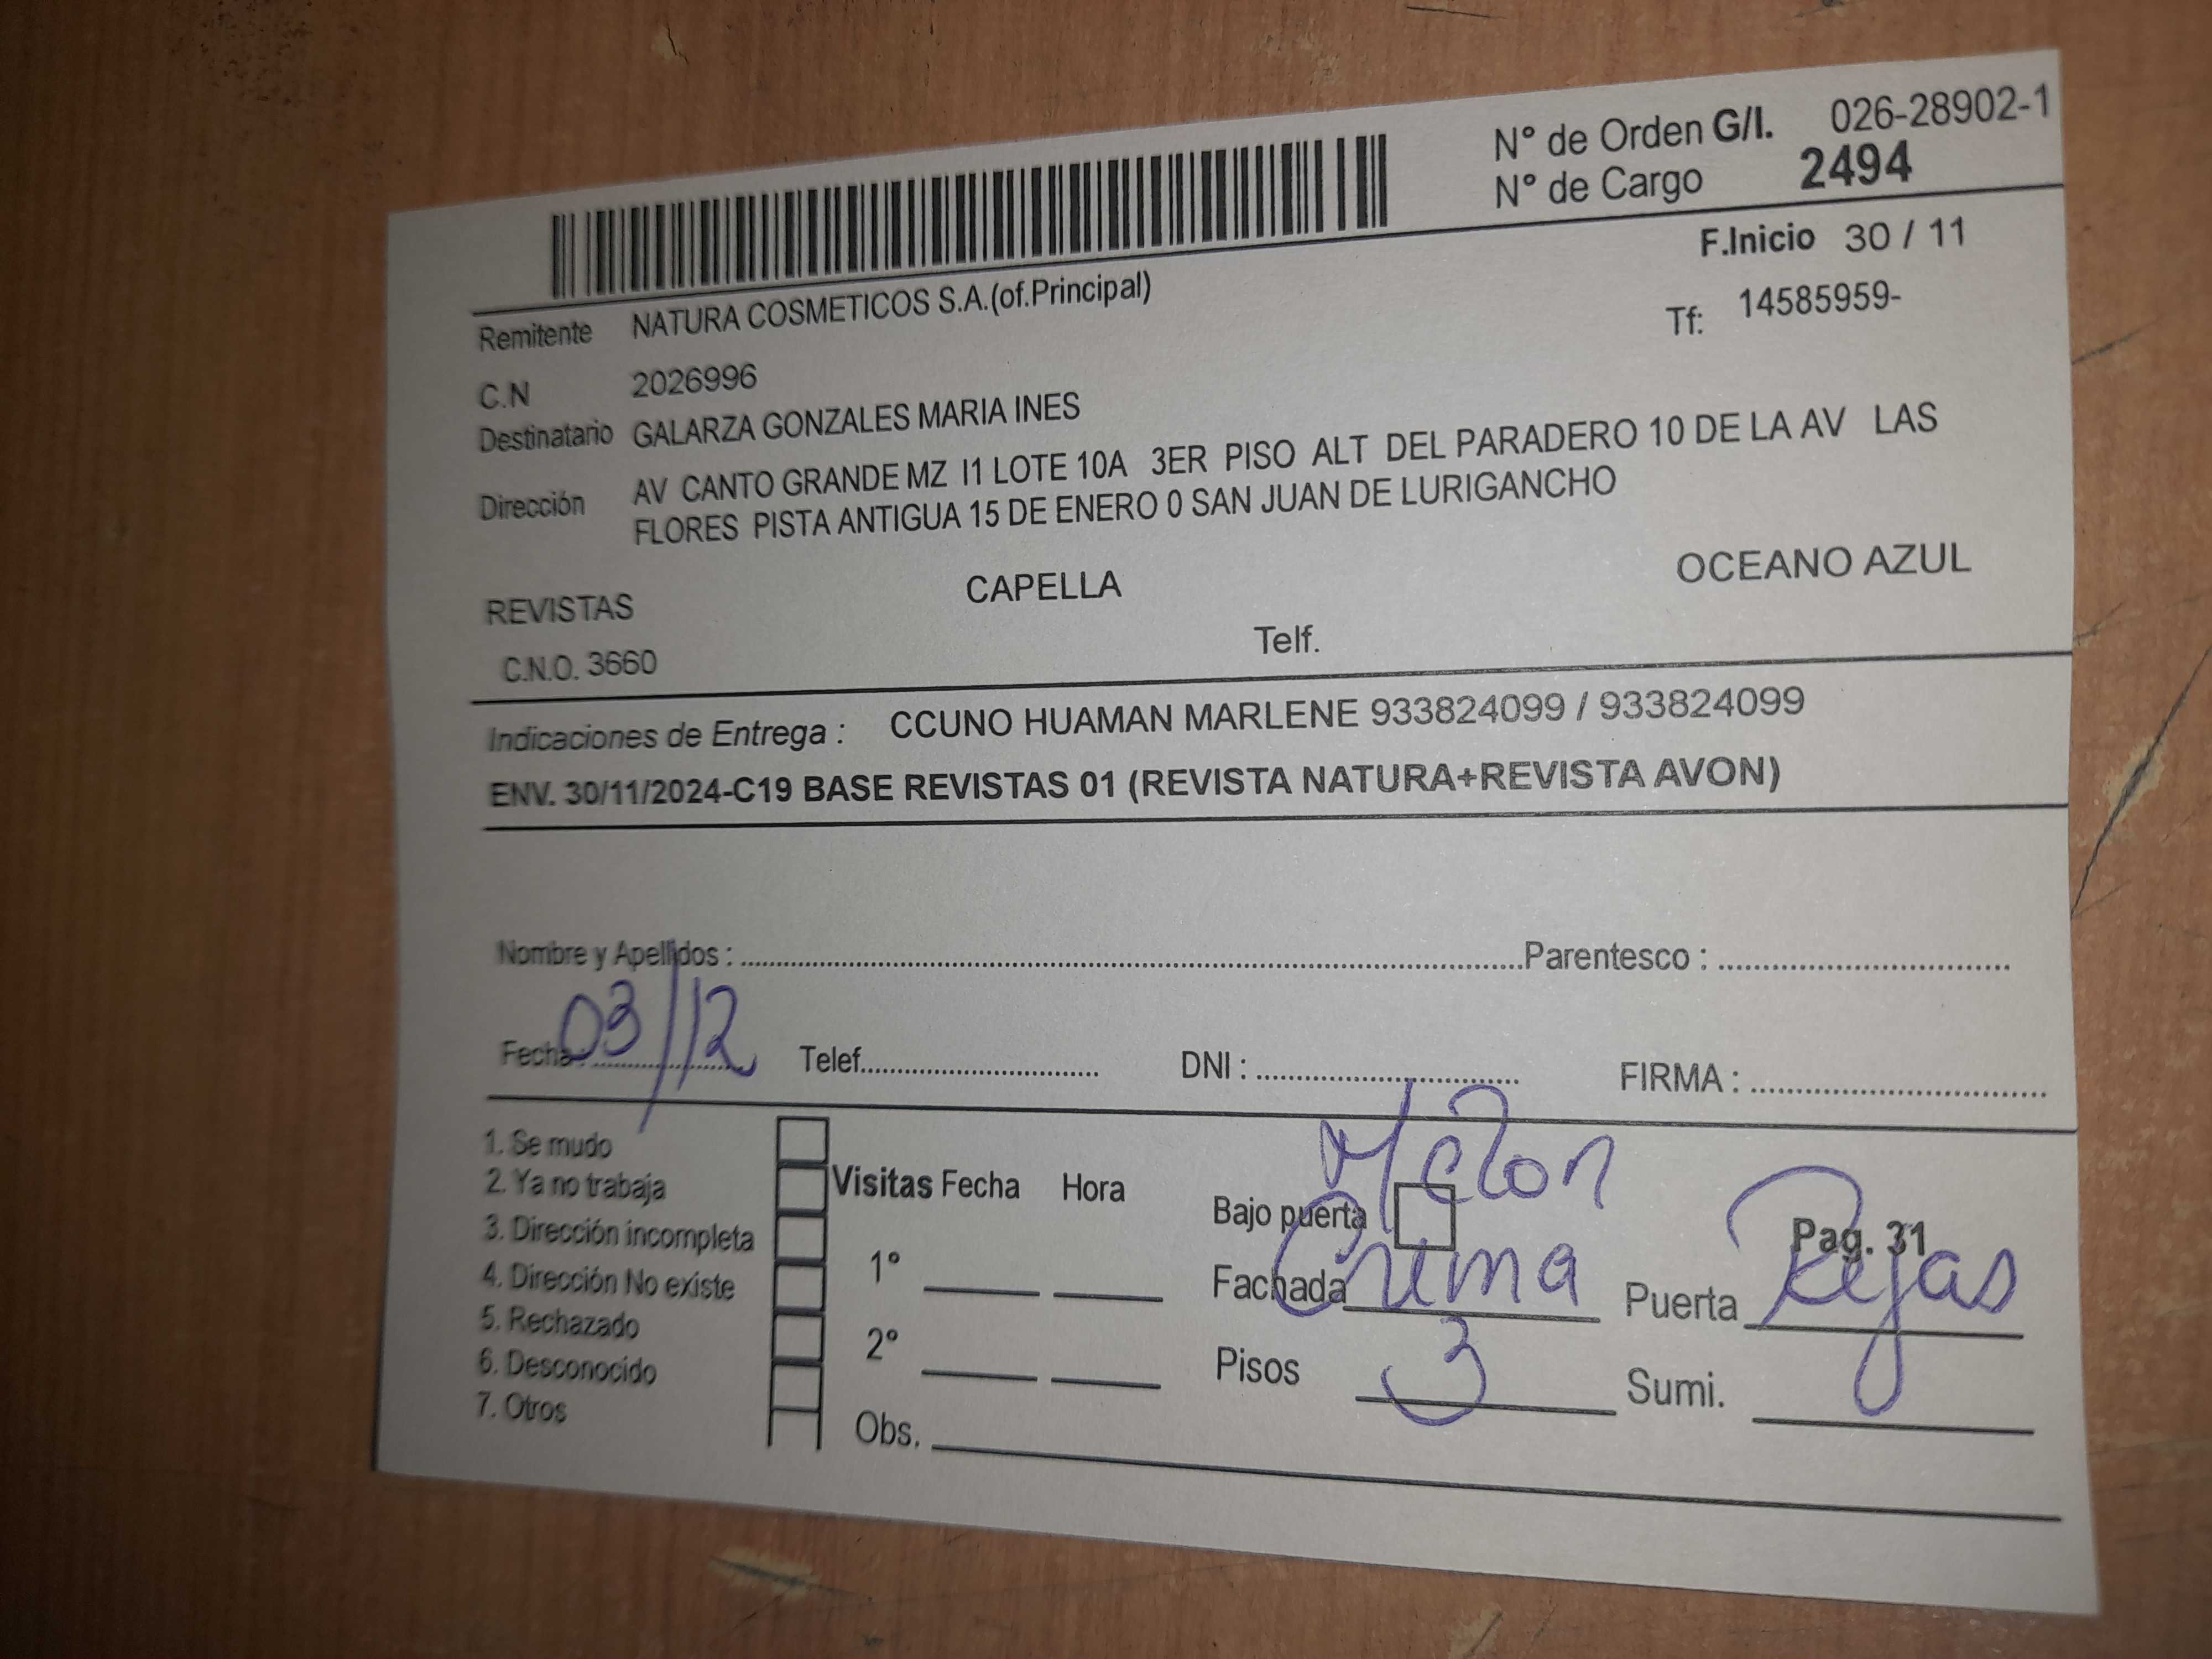 N° de Orden G/I. 026-28902-1
N° de Cargo 2494
F.Inicio 30 / 11
Remitente NATURA COSMETICOS S.A.(of.Principal)
Tf: 14585959-
C.N 2026996
Destinatario GALARZA GONZALES MARIA INES
Dirección AV CANTO GRANDE MZ I1 LOTE 10A 3ER PISO ALT DEL PARADERO 10 DE LA AV LAS
FLORES PISTA ANTIGUA 15 DE ENERO 0 SAN JUAN DE LURIGANCHO
REVISTAS CAPELLA OCEANO AZUL
C.N.O. 3660 Telf.
Indicaciones de Entrega : CCUNO HUAMAN MARLENE 933824099 / 933824099
ENV. 30/11/2024-C19 BASE REVISTAS 01 (REVISTA NATURA+REVISTA AVON)
Nombre y Apellidos : Parentesco :
Fecha : 03/12 Telef. DNI : FIRMA :
1. Se mudo
2. Ya no trabaja
3. Dirección incompleta
4. Dirección No existe
5. Rechazado
6. Desconocido
7. Otros
Visitas Fecha Hora
1°
2°
Obs.
Melon
Bajo puerta
Pag. 31
Fachada Crema Puerta Rejas
Pisos 3 Sumi.